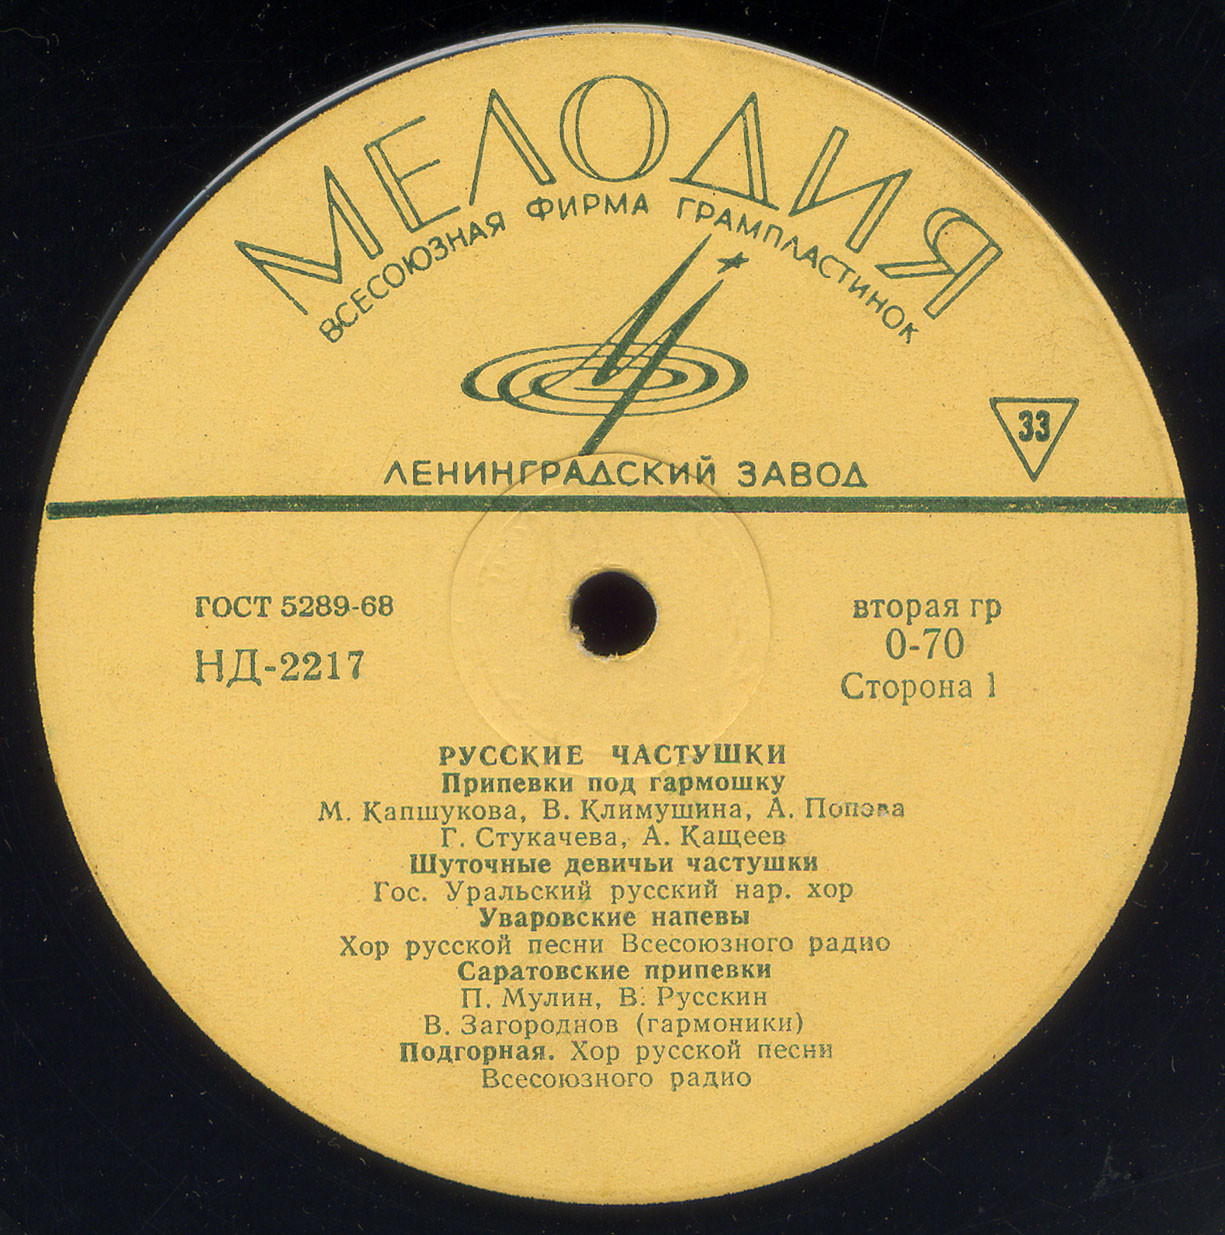 МЕЛОДИЯ
ВСЕСОЮЗНАЯ ФИРМА ГРАМПЛАСТИНОК
33
ЛЕНИНГРАДСКИЙ ЗАВОД
ГОСТ 5289-68
НД-2217
вторая гр
0-70
Сторона 1
РУССКИЕ ЧАСТУШКИ
Припевки под гармошку
М. Капшукова, В. Климушина, А. Попова
Г. Стукачева, А. Кащеев
Шуточные девичьи частушки
Гос. Уральский русский нар. хор
Уваровские напевы
Хор русской песни Всесоюзного радио
Саратовские припевки
П. Мулин, В. Русскин
В. Загороднов (гармоники)
Подгорная. Хор русской песни
Всесоюзного радио